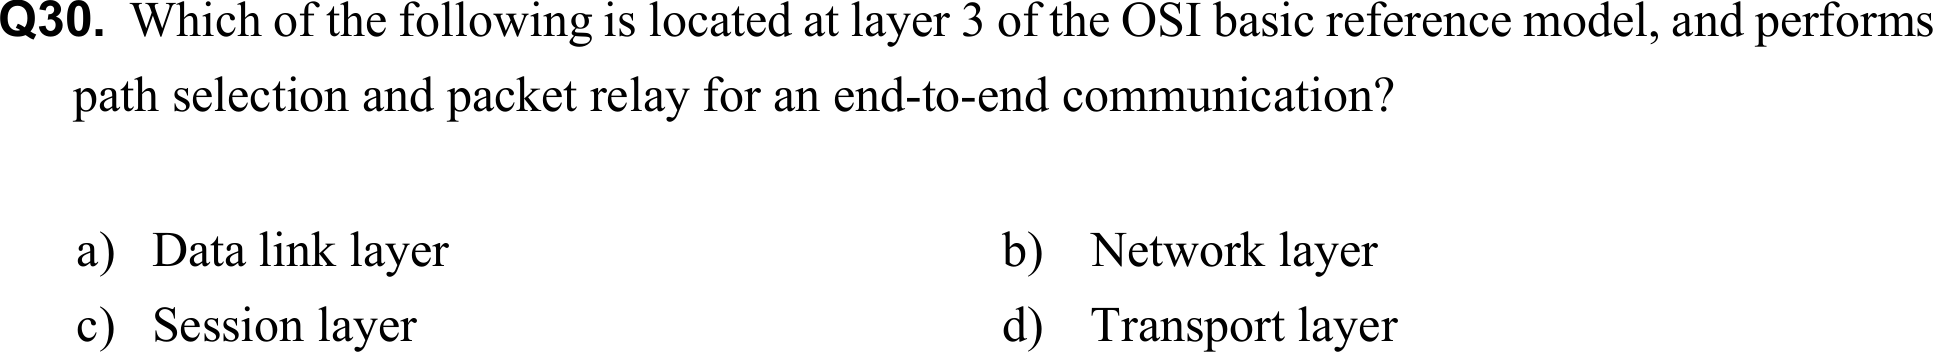 Q30. Which of the following is located at layer 3 of the OSI basic reference model, and performs
path selection and packet relay for an end-to-end communication?
a) Data link layer b) Network layer
c) Session layer d) Transport layer